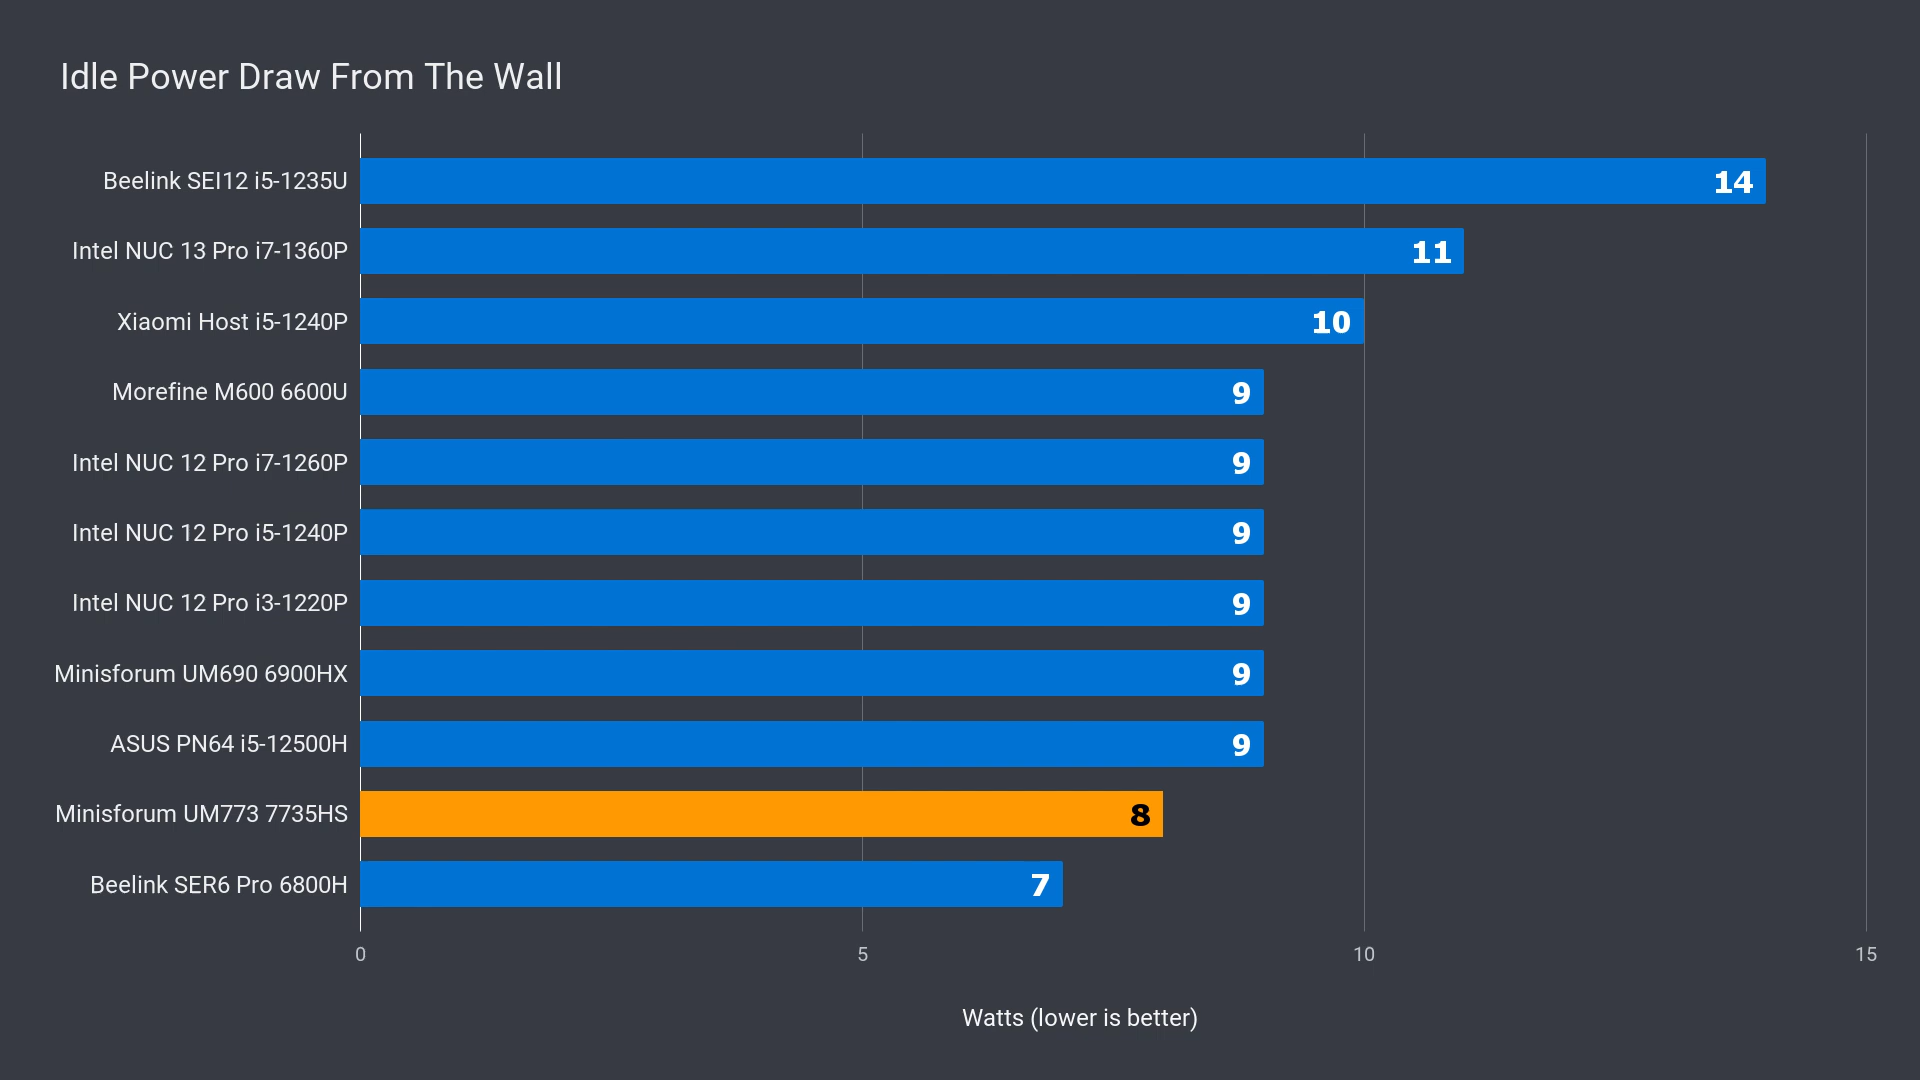 Idle Power Draw From The Wall
Beelink SEI12 i5-1235U 14
Intel NUC 13 Pro i7-1360P 11
Xiaomi Host i5-1240P 10
Morefine M600 6600U 9
Intel NUC 12 Pro i7-1260P 9
Intel NUC 12 Pro i5-1240P 9
Intel NUC 12 Pro i3-1220P 9
Minisforum UM690 6900HX 9
ASUS PN64 i5-12500H 9
Minisforum UM773 7735HS 8
Beelink SER6 Pro 6800H 7
0 5 10 15
Watts (lower is better)